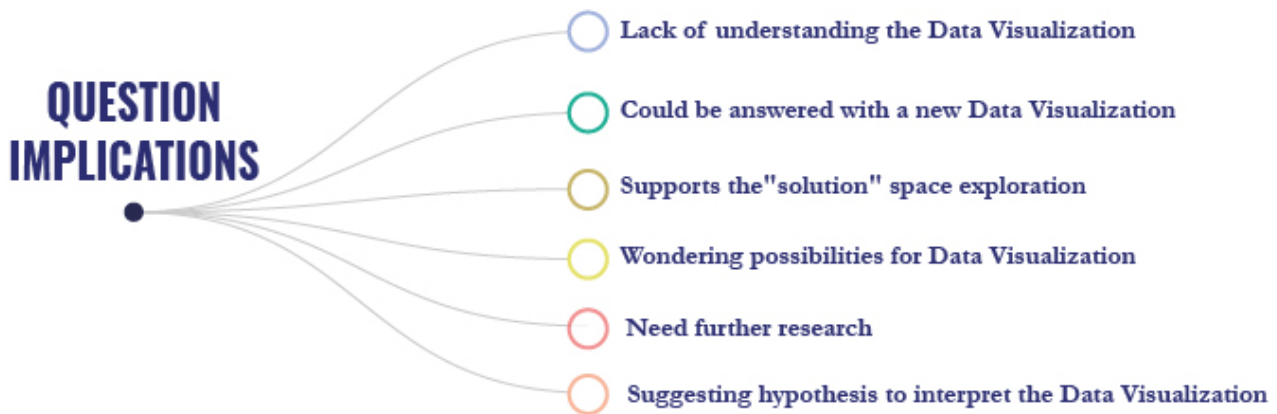 QUESTION
IMPLICATIONS
Lack of understanding the Data Visualization
Could be answered with a new Data Visualization
Supports the"solution" space exploration
Wondering possibilities for Data Visualization
Need further research
Suggesting hypothesis to interpret the Data Visualization